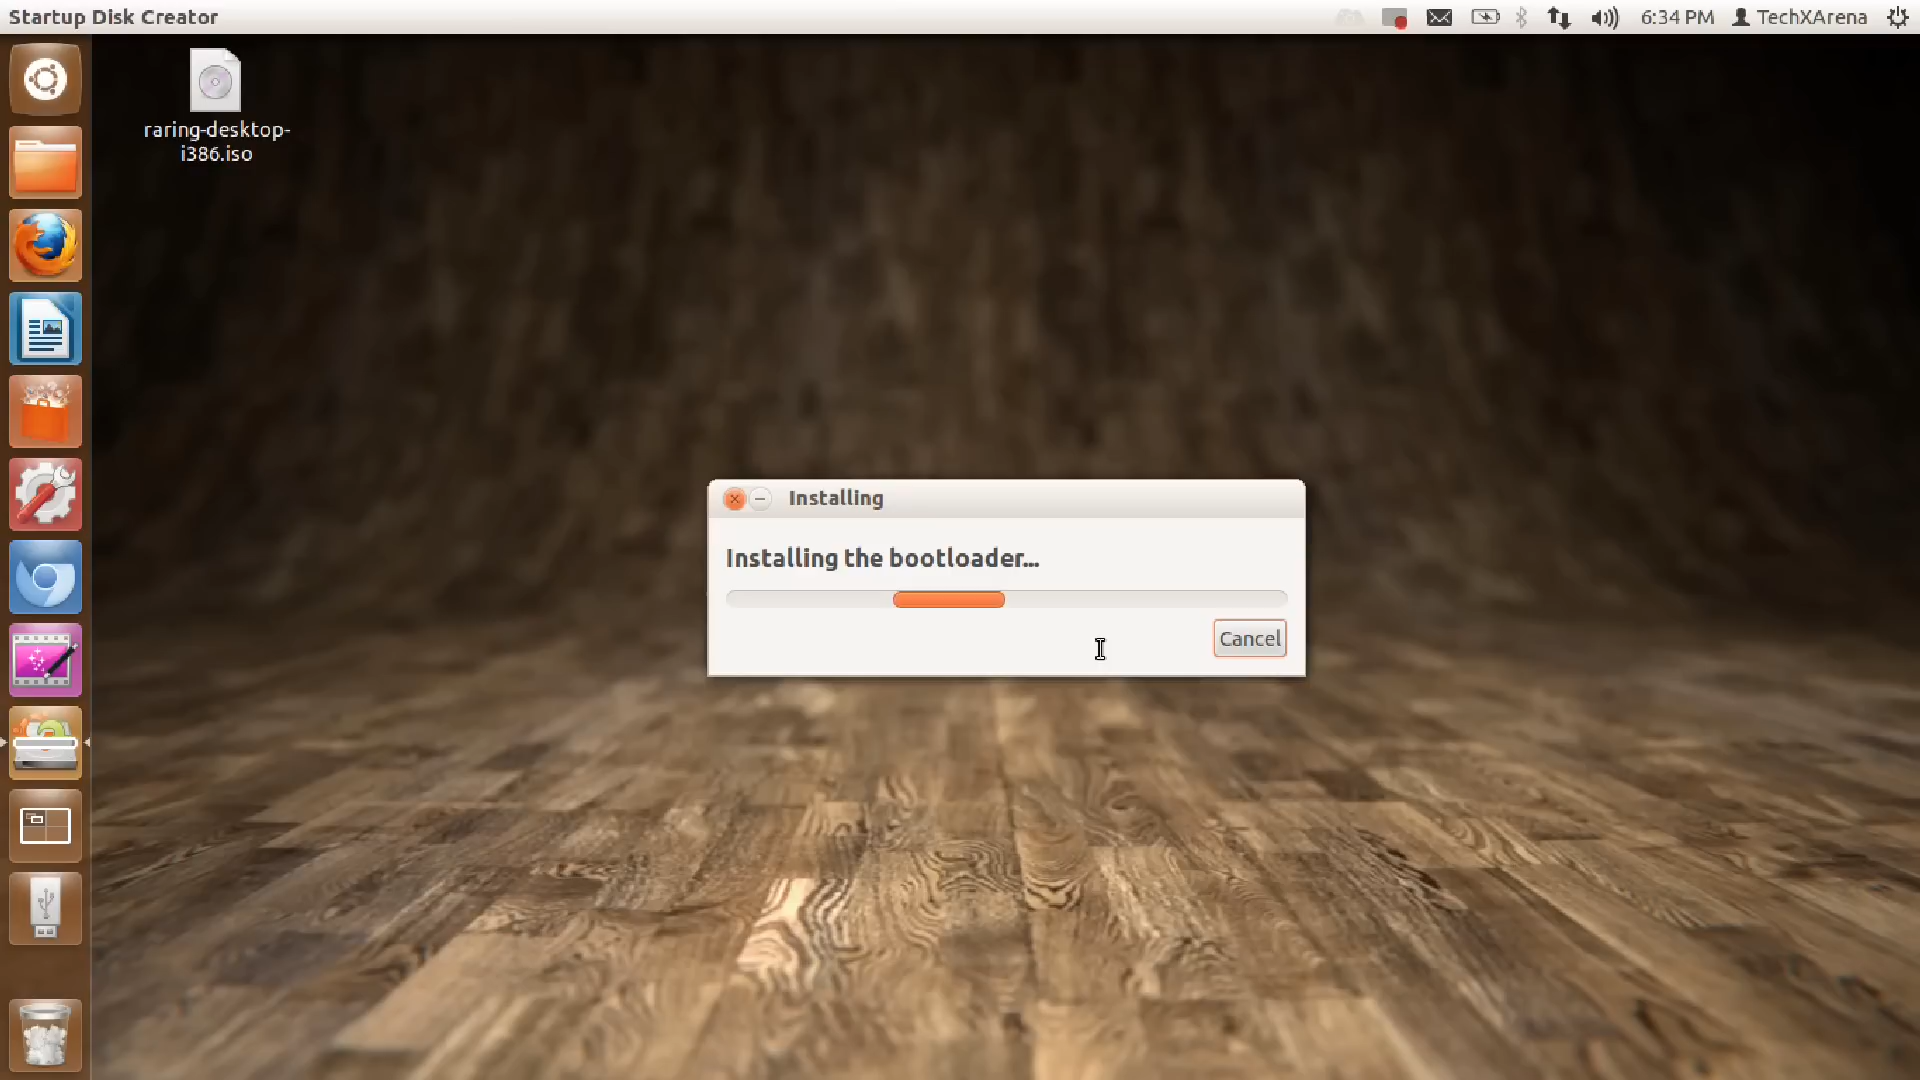 Startup Disk Creator
6:34 PM
TechXArena
raring-desktop-
i386.iso
Installing
Installing the bootloader...
Cancel